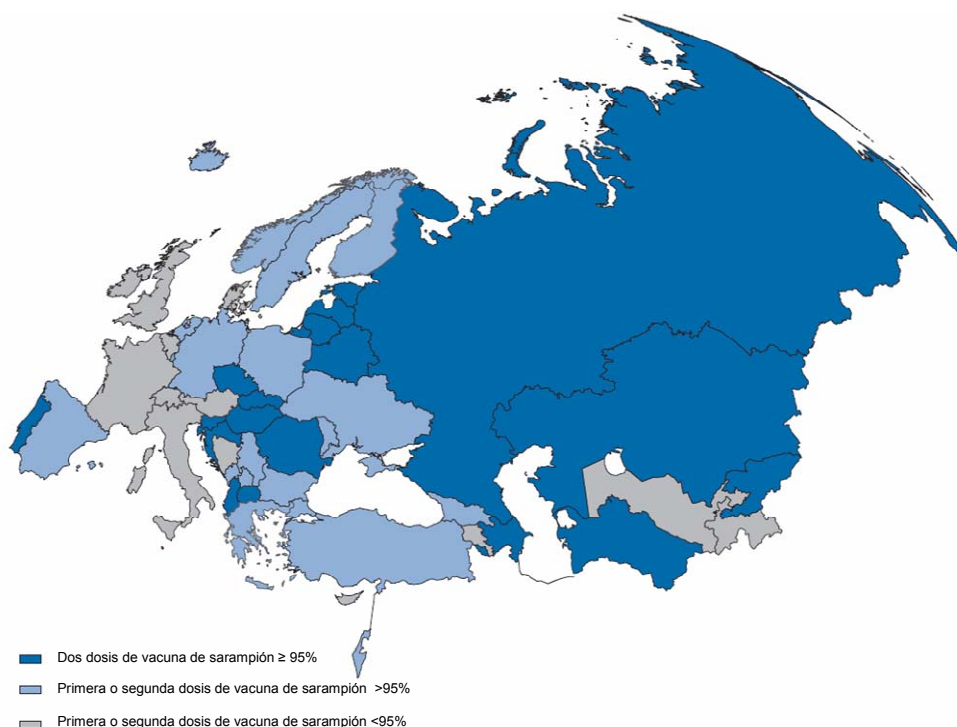 Dos dosis de vacuna de sarampión ≥ 95%
Primera o segunda dosis de vacuna de sarampión >95%
Primera o segunda dosis de vacuna de sarampión <95%